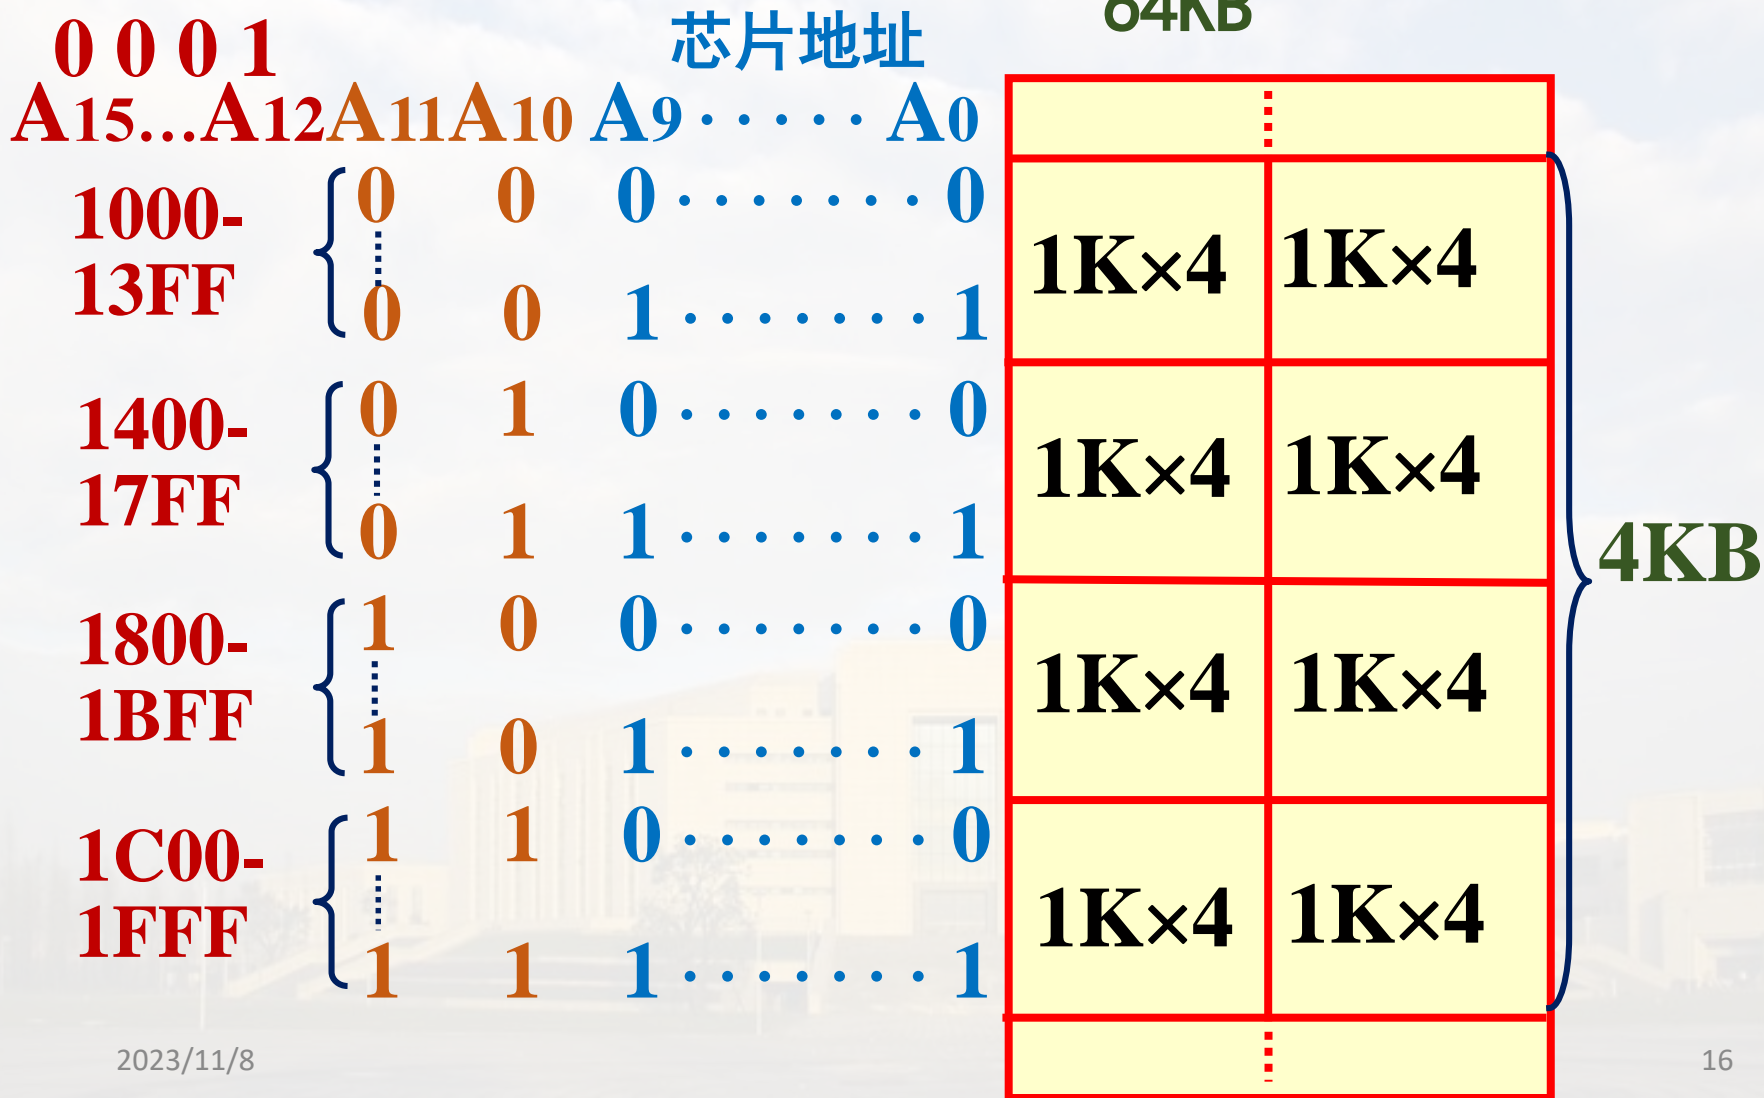 64KB
0 0 0 1
芯片地址
A15...A12 A11 A10 A9 ····· A0
1000-
13FF
0 0 0 ······· 0
0 0 1 ······· 1
1K×4 1K×4
1400-
17FF
0 1 0 ······· 0
0 1 1 ······· 1
1K×4 1K×4
4KB
1800-
1BFF
1 0 0 ······· 0
1 0 1 ······· 1
1K×4 1K×4
1C00-
1FFF
1 1 0 ······· 0
1 1 1 ······· 1
1K×4 1K×4
2023/11/8
16